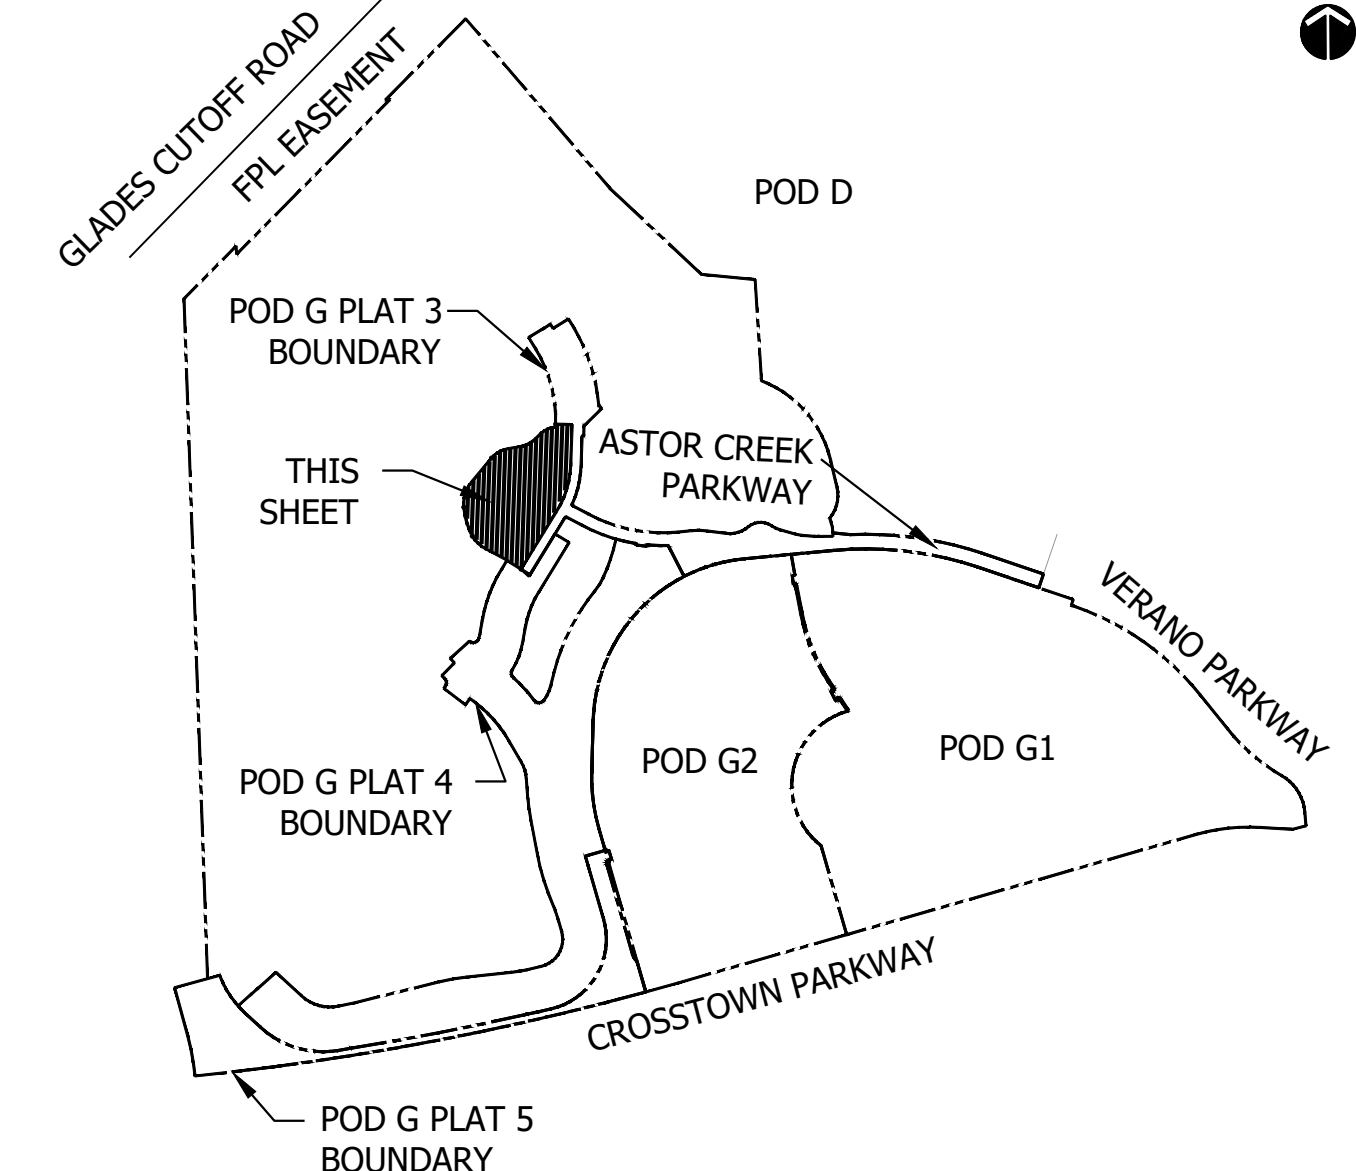 GLADES CUTOFF ROAD
FPL EASEMENT
POD D
POD G PLAT 3
BOUNDARY
ASTOR CREEK
PARKWAY
THIS
SHEET
VERANO PARKWAY
POD G2
POD G1
POD G PLAT 4
BOUNDARY
CROSSTOWN PARKWAY
POD G PLAT 5
BOUNDARY